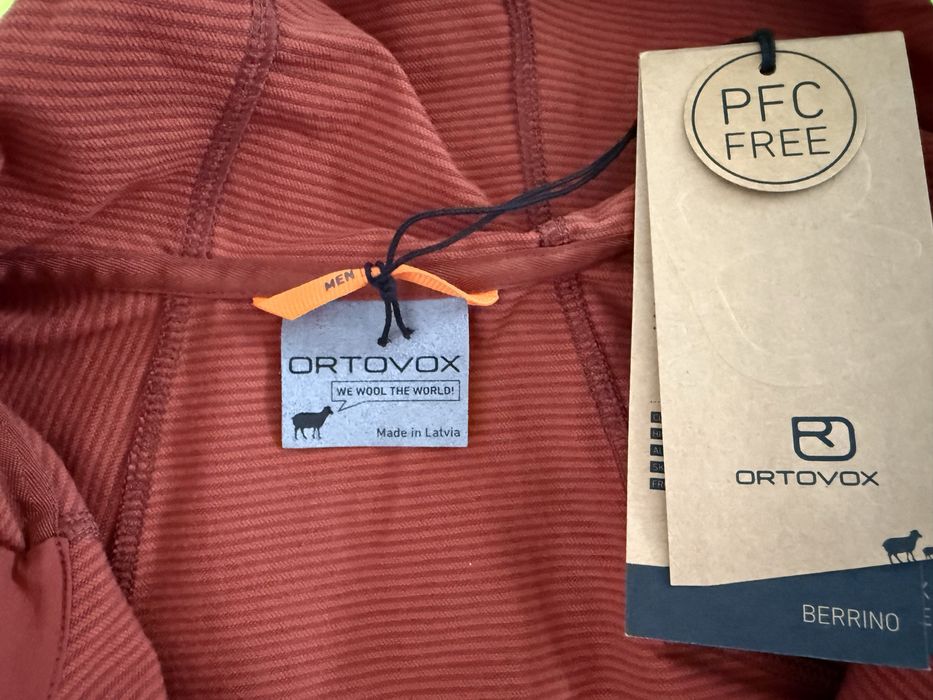 MEN
ORTOVOX
WE WOOL THE WORLD!
Made in Latvia
PFC
FREE
ORTOVOX
BERRINO